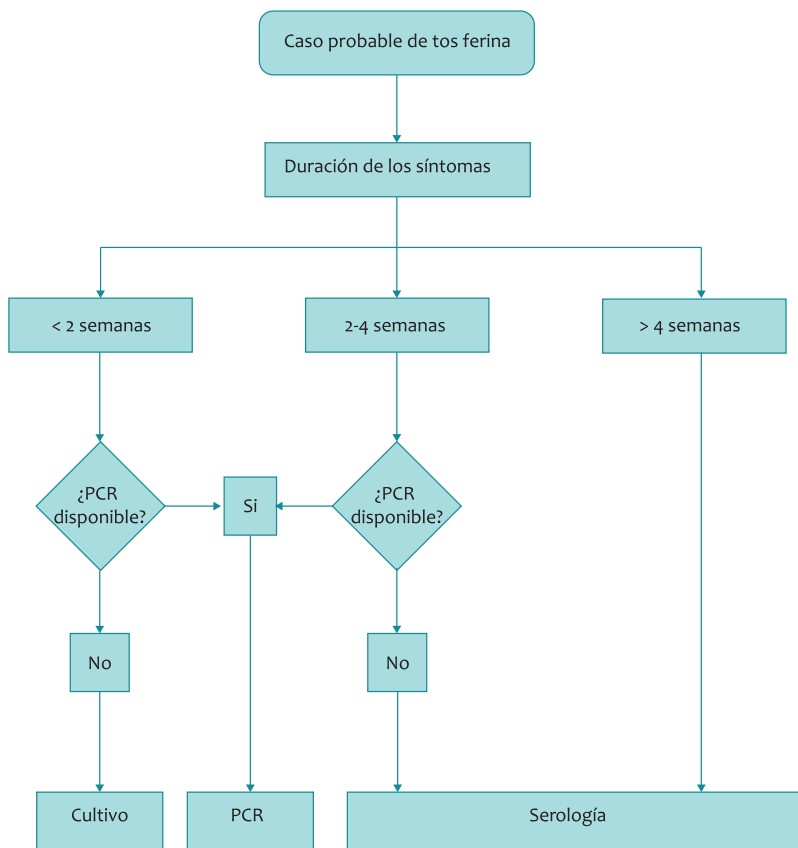 Caso probable de tos ferina
Duración de los síntomas
< 2 semanas
2-4 semanas
> 4 semanas
¿PCR
disponible?
Si
¿PCR
disponible?
No
No
Cultivo
PCR
Serología